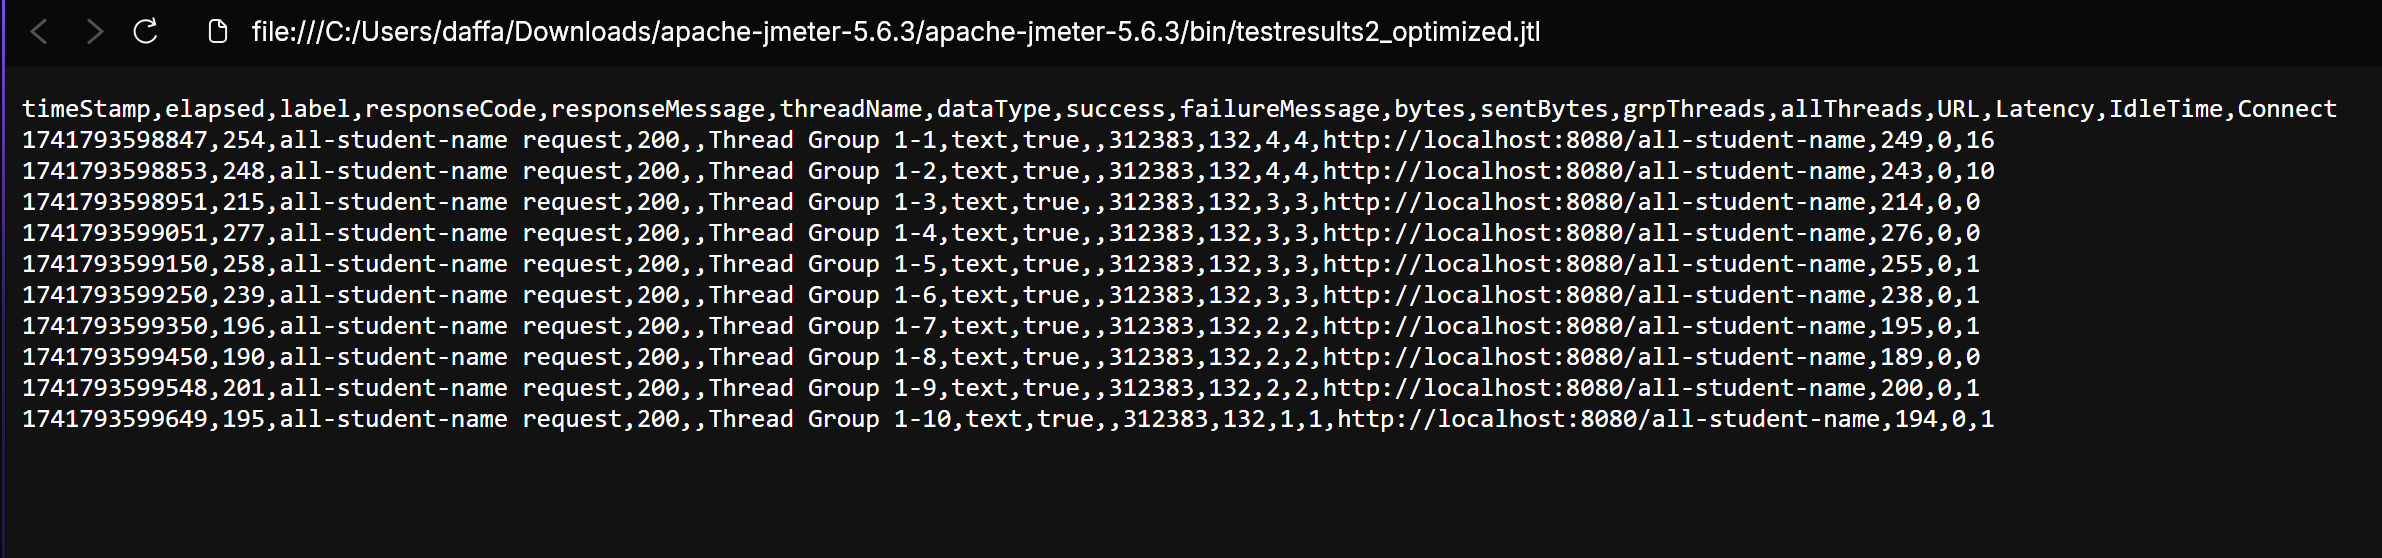 file:///C:/Users/daffa/Downloads/apache-jmeter-5.6.3/apache-jmeter-5.6.3/bin/testresults2_optimized.jtl
timeStamp,elapsed,label,responseCode,responseMessage,threadName,dataType,success,failureMessage,bytes,sentBytes,grpThreads,allThreads,URL,Latency,IdleTime,Connect
1741793598847,254,all-student-name request,200,,Thread Group 1-1,text,true,,312383,132,4,4,http://localhost:8080/all-student-name,249,0,16
1741793598853,248,all-student-name request,200,,Thread Group 1-2,text,true,,312383,132,4,4,http://localhost:8080/all-student-name,243,0,10
1741793598951,215,all-student-name request,200,,Thread Group 1-3,text,true,,312383,132,3,3,http://localhost:8080/all-student-name,214,0,0
1741793599051,277,all-student-name request,200,,Thread Group 1-4,text,true,,312383,132,3,3,http://localhost:8080/all-student-name,276,0,0
1741793599150,258,all-student-name request,200,,Thread Group 1-5,text,true,,312383,132,3,3,http://localhost:8080/all-student-name,255,0,1
1741793599250,239,all-student-name request,200,,Thread Group 1-6,text,true,,312383,132,3,3,http://localhost:8080/all-student-name,238,0,1
1741793599350,196,all-student-name request,200,,Thread Group 1-7,text,true,,312383,132,2,2,http://localhost:8080/all-student-name,195,0,1
1741793599450,190,all-student-name request,200,,Thread Group 1-8,text,true,,312383,132,2,2,http://localhost:8080/all-student-name,189,0,0
1741793599548,201,all-student-name request,200,,Thread Group 1-9,text,true,,312383,132,2,2,http://localhost:8080/all-student-name,200,0,1
1741793599649,195,all-student-name request,200,,Thread Group 1-10,text,true,,312383,132,1,1,http://localhost:8080/all-student-name,194,0,1